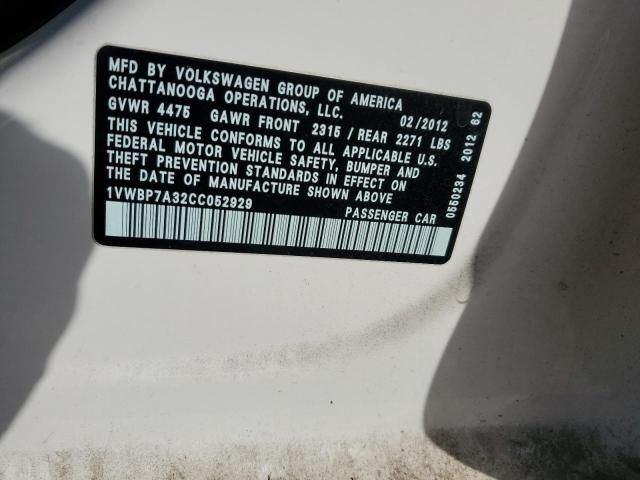 MFD BY VOLKSWAGEN GROUP OF AMERICA
CHATTANOOGA OPERATIONS, LLC. 02/2012
GVWR 4475 GAWR FRONT 2315 / REAR 2271 LBS
THIS VEHICLE CONFORMS TO ALL APPLICABLE U.S.
FEDERAL MOTOR VEHICLE SAFETY, BUMPER AND
THEFT PREVENTION STANDARDS IN EFFECT ON
THE DATE OF MANUFACTURE SHOWN ABOVE
1VWBP7A32CC052929 PASSENGER CAR
0550234 2012 62